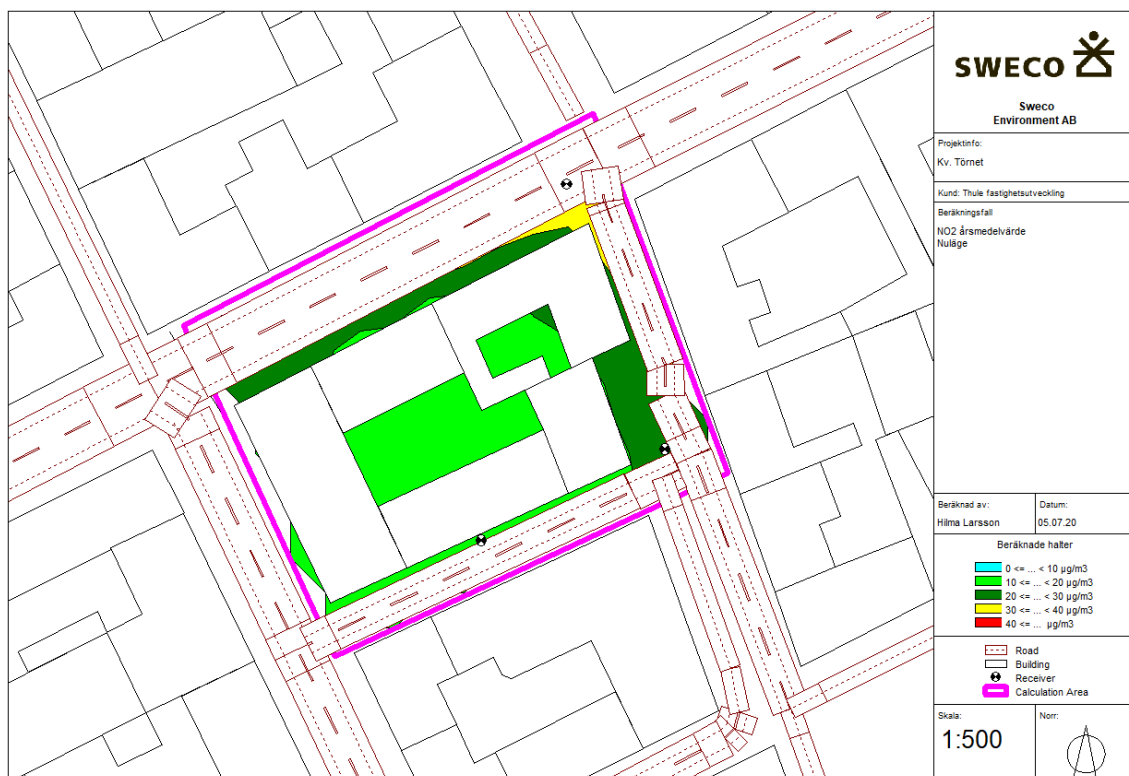 SWECO
Sweco
Environment AB
Projektinfo:
Kv. Törnet
Kund: Thule fastighetsutveckling
Beräkningsfall
NO2 årsmedelvärde
Nuläge
Beräknad av:
Hilma Larsson
Datum:
05.07.20
Beräknade halter
0 <= ... < 10 µg/m3
10 <= ... < 20 µg/m3
20 <= ... < 30 µg/m3
30 <= ... < 40 µg/m3
40 <= ... µg/m3
Road
Building
Receiver
Calculation Area
Skala:
1:500
Norr: